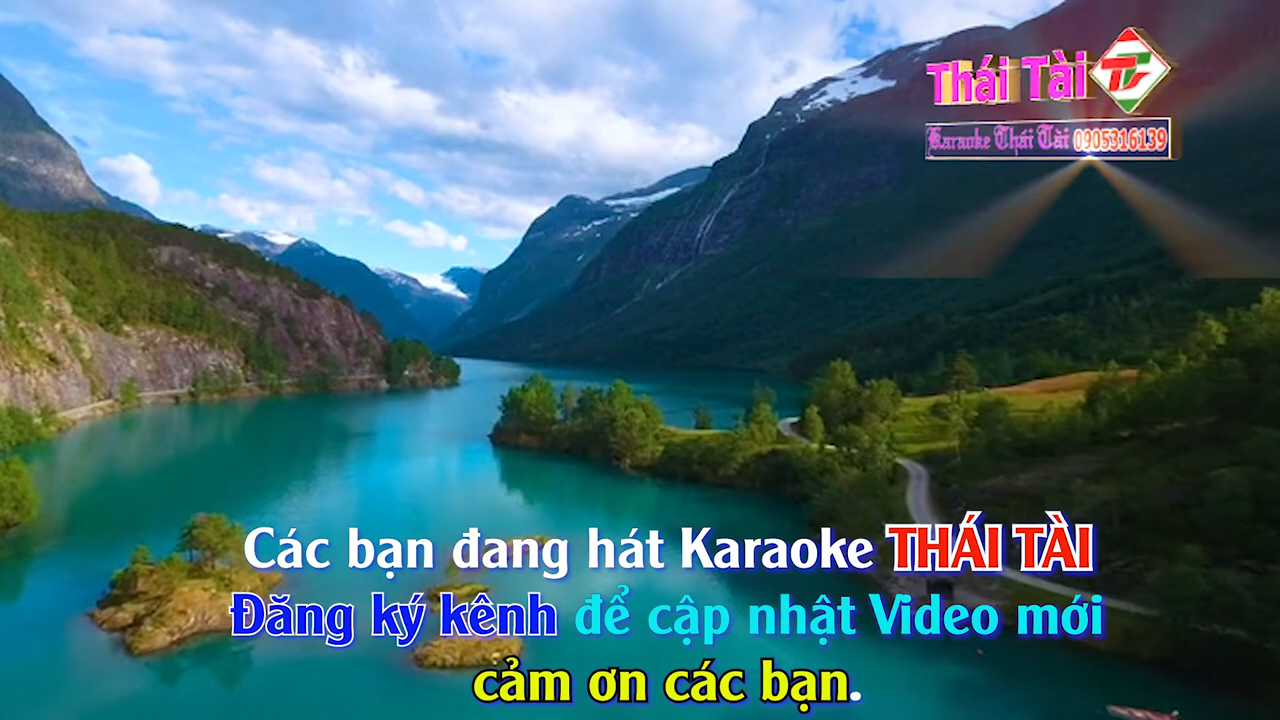 Thái Tài
Karaoke Thái Tài 0905316139
Các bạn đang hát Karaoke THÁI TÀI
Đăng ký kênh để cập nhật Video mới
cảm ơn các bạn.